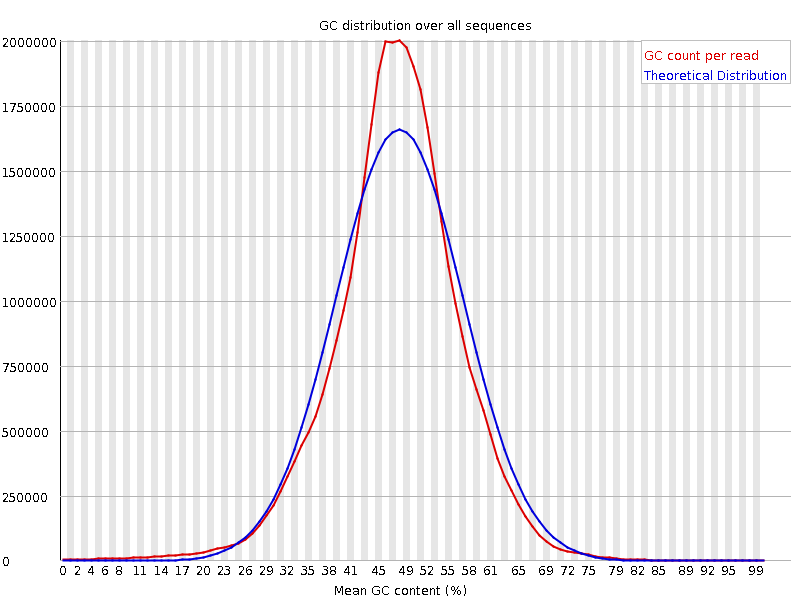 GC distribution over all sequences
GC count per read
Theoretical Distribution
2000000
1750000
1500000
1250000
1000000
750000
500000
250000
0
0 2 4 6 8 11 14 17 20 23 26 29 32 35 38 41 45 49 52 55 58 61 65 69 72 75 79 82 85 89 92 95 99
Mean GC content (%)